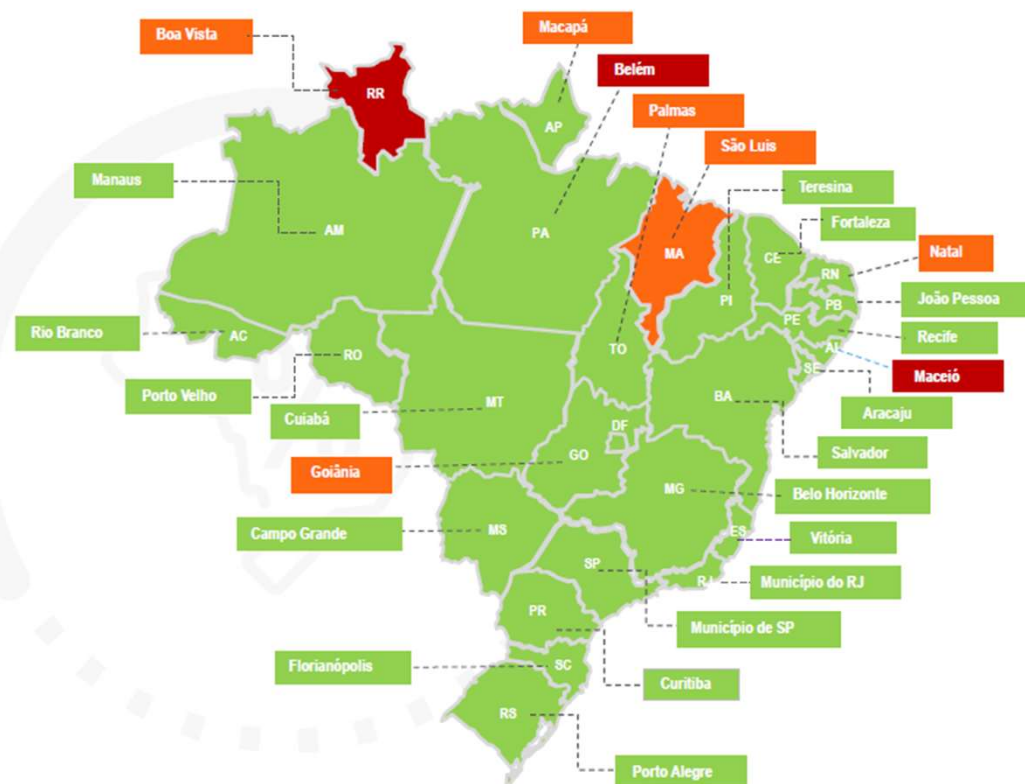 Boa Vista
Macapá
Belém
RR
Palmas
AP
São Luis
Manaus
Teresina
Fortaleza
AM
PA
MA
CE
Natal
RN
PI
PB
João Pessoa
PE
Rio Branco
AC
Recife
RO
TO
AL
SE
Maceió
Porto Velho
MT
BA
Cuiabá
Aracaju
DF
GO
Salvador
Goiânia
MG
Belo Horizonte
Campo Grande
MS
ES
Vitória
SP
RJ
Município do RJ
PR
Município de SP
Florianópolis
SC
Curitiba
RS
Porto Alegre